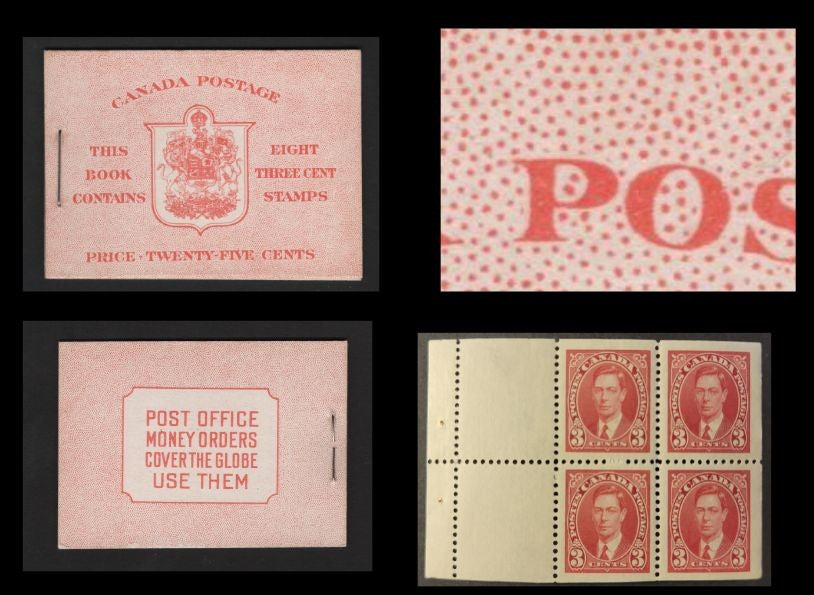 CANADA POSTAGE
THIS
BOOK
CONTAINS
EIGHT
THREE CENT
STAMPS
PRICE · TWENTY-FIVE CENTS
POS
POST OFFICE
MONEY ORDERS
COVER THE GLOBE
USE THEM
POSTES CANADA POSTAGE
3 CENTS 3
POSTES CANADA POSTAGE
3 CENTS 3
POSTES CANADA POSTAGE
3 CENTS 3
POSTES CANADA POSTAGE
3 CENTS 3